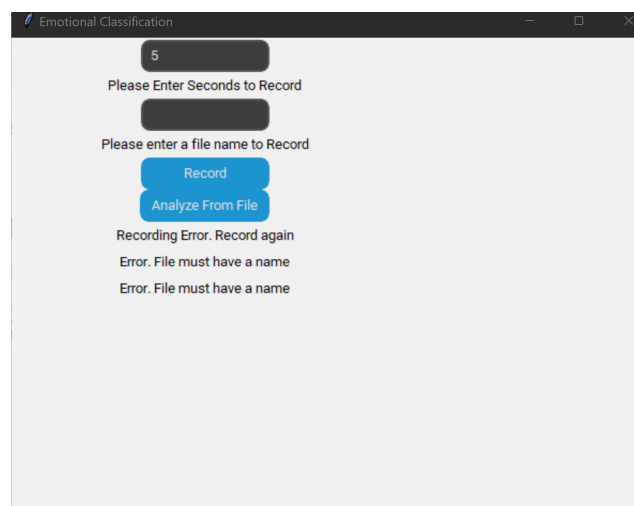 Emotional Classification
5
Please Enter Seconds to Record
Please enter a file name to Record
Record
Analyze From File
Recording Error. Record again
Error. File must have a name
Error. File must have a name